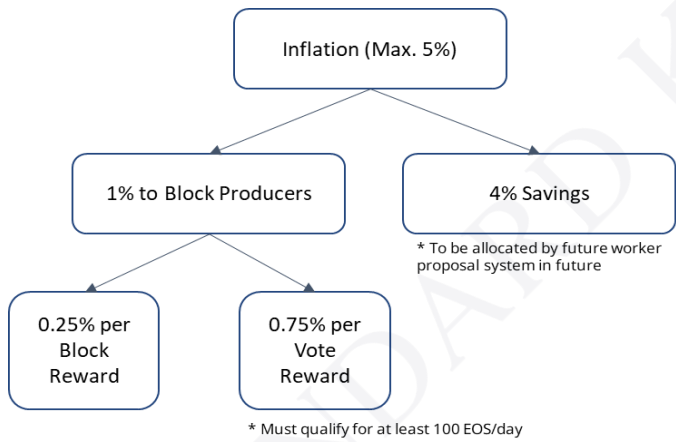 Inflation (Max. 5%)
1% to Block Producers
4% Savings
* To be allocated by future worker
proposal system in future
0.25% per
Block
Reward
0.75% per
Vote
Reward
* Must qualify for at least 100 EOS/day